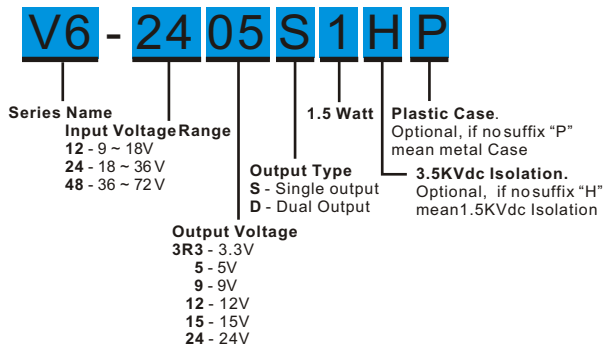 V6 - 24 05 S 1 H P
Series Name
Input Voltage Range
12 - 9 ~ 18V
24 - 18 ~ 36 V
48 - 36 ~ 72 V
Output Voltage
3R3 - 3.3V
5 - 5V
9 - 9V
12 - 12V
15 - 15V
24 - 24V
Output Type
S - Single output
D - Dual Output
1.5 Watt
Plastic Case.
Optional, if no suffix “P”
mean metal Case
3.5KVdc Isolation.
Optional, if no suffix “H”
mean1.5KVdc Isolation